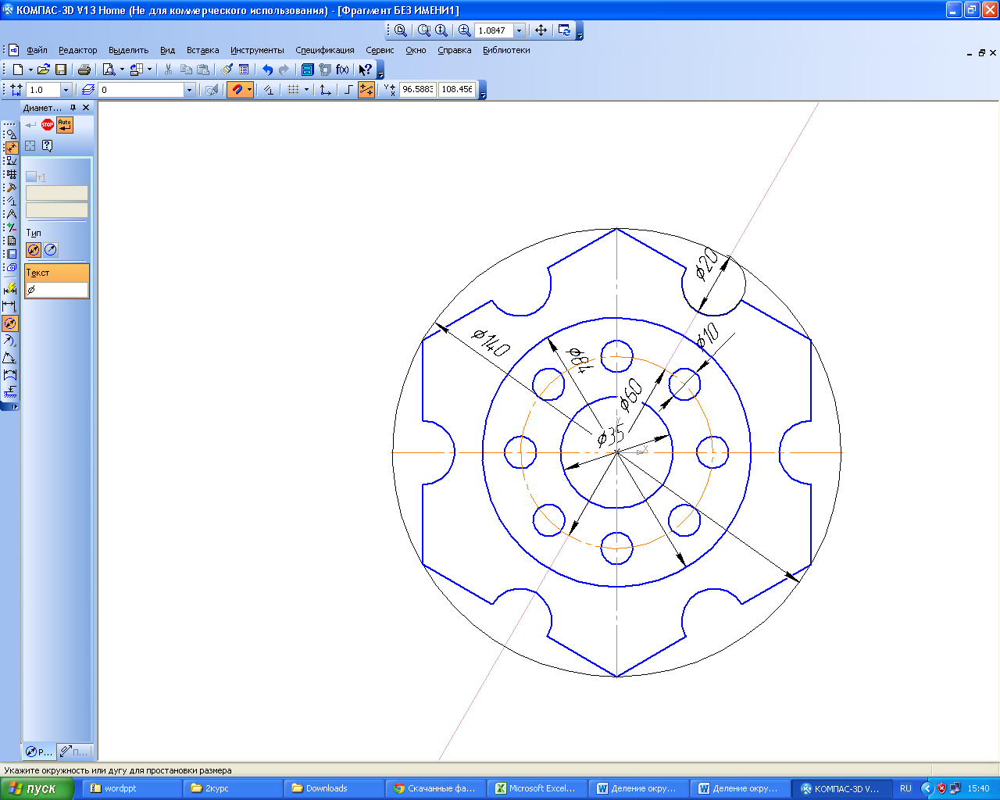 КОМПАС-3D V13 Home (Не для коммерческого использования) - [Фрагмент БЕЗ ИМЕНИ1]
1.0847
Файл Редактор Выделить Вид Вставка Инструменты Спецификация Сервис Окно Справка Библиотеки
f(x)
1.0 0 96.5883 108.456
Диамет...
STOP Auto
т1
Тип
Текст
ø
ø20
ø140
ø84
ø10
ø60
ø35
Y
X
Р... П...
Укажите окружность или дугу для простановки размера
пуск wordppt 2курс Downloads Скачанные фа... Microsoft Excel... Деление окру... Деление окру... КОМПАС-3D V... RU 15:40